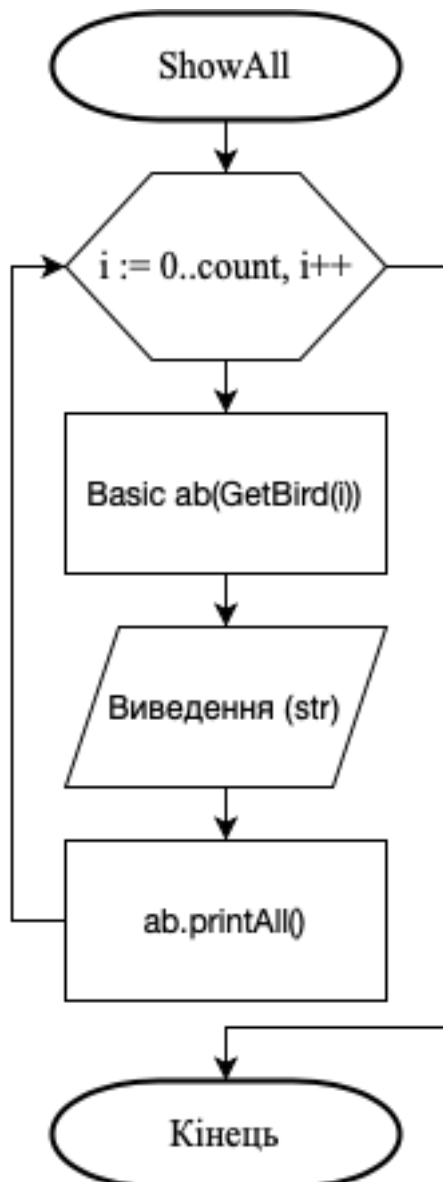 ShowAll
i := 0..count, i++
Basic ab(GetBird(i))
Виведення (str)
ab.printAll()
Кінець